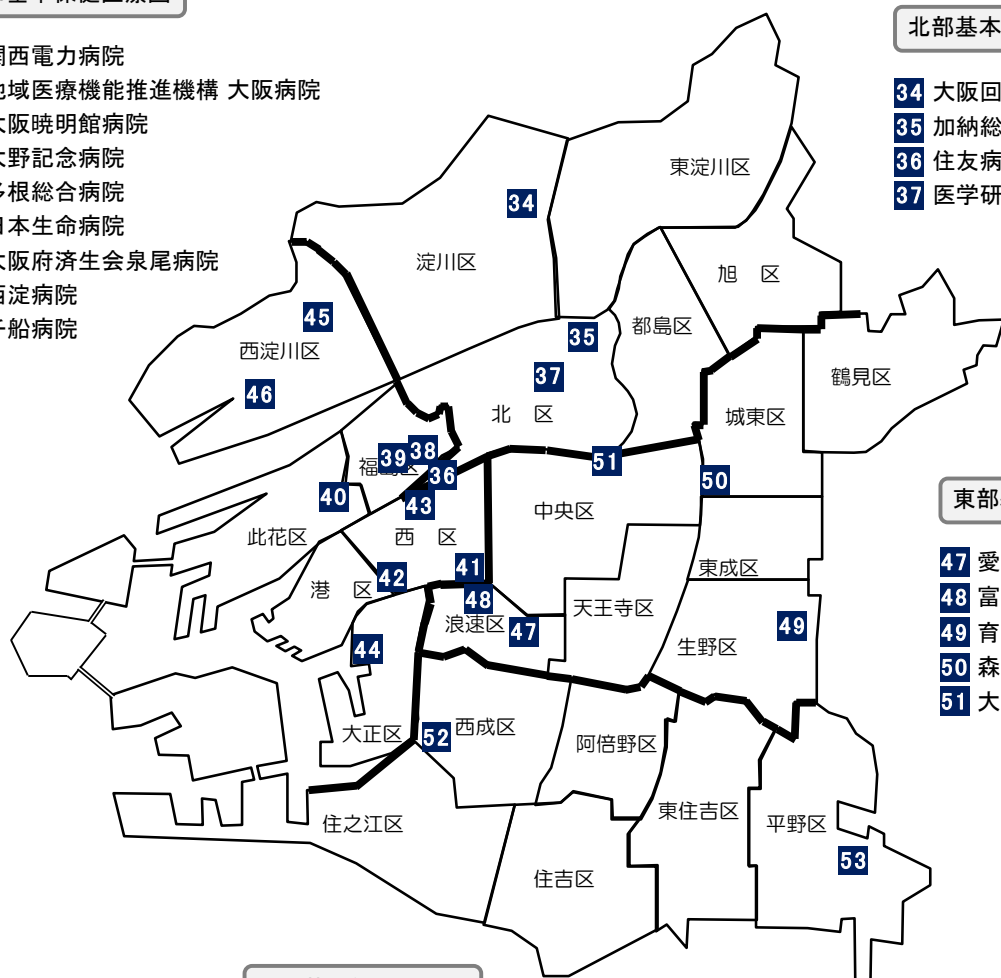 基本保健医療圏
関西電力病院
地域医療機能推進機構 大阪病院
大阪暁明館病院
大野記念病院
多根総合病院
日本生命病院
大阪府済生会泉尾病院
西淀病院
千船病院
北部基本
34 大阪回
35 加納総
36 住友病
37 医学研
東淀川区
34
淀川区
旭 区
45
西淀川区
都島区
35
46
37
鶴見区
北 区
城東区
福島区
39
38
36
51
50
40
43
中央区
東部
此花区
西 区
47 愛
48 富
49 育
50 森
51 大
41
東成区
港 区
42
48
天王寺区
浪速区
47
49
44
生野区
大正区
52
西成区
阿倍野区
住之江区
東住吉区
平野区
53
住吉区